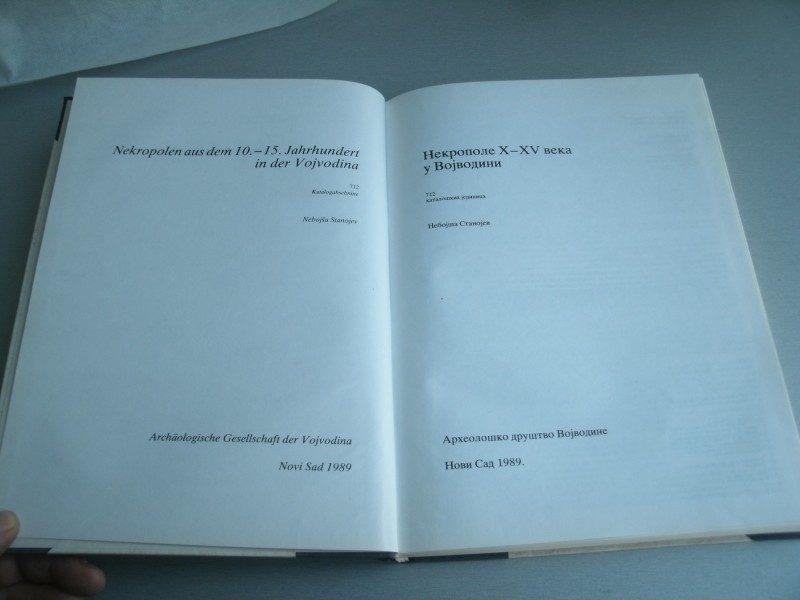 Nekropolen aus dem 10.–15. Jahrhundert
in der Vojvodina
712
Katalogabschnitte
Nebojša Stanojev
Archäologische Gesellschaft der Vojvodina
Novi Sad 1989
Некрополе X–XV века
у Војводини
712
каталошких јединица
Небојша Станојев
Археолошко друштво Војводине
Нови Сад 1989.